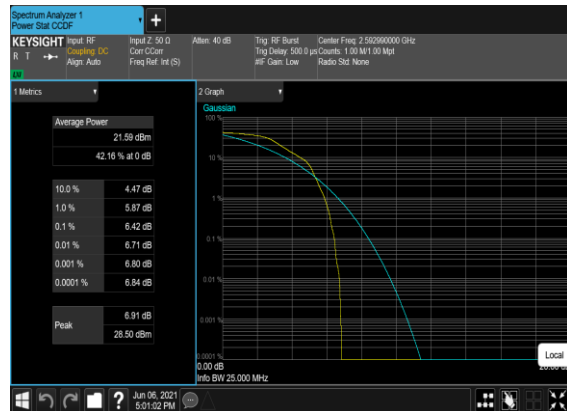 Spectrum Analyzer 1
Power Stat CCDF
KEYSIGHT
R T
Input: RF
Coupling: DC
Align: Auto
Input Z: 50 Ω
Corr CCorr
Freq Ref: Int (S)
Atten: 40 dB
Trig: RF Burst
Trig Delay: 500.0 µs
#IF Gain: Low
Center Freq: 2.592990000 GHz
Counts: 1.00 M/1.00 Mpt
Radio Std: None
1 Metrics
Average Power
21.59 dBm
42.16 % at 0 dB
10.0 % 4.47 dB
1.0 % 5.87 dB
0.1 % 6.42 dB
0.01 % 6.71 dB
0.001 % 6.80 dB
0.0001 % 6.84 dB
Peak
6.91 dB
28.50 dBm
2 Graph
Gaussian
100 %
10 %
1 %
0.1 %
0.01 %
0.001 %
0.0001 %
0.00 dB
Info BW 25.000 MHz
Local
?
Jun 06, 2021
5:01:02 PM